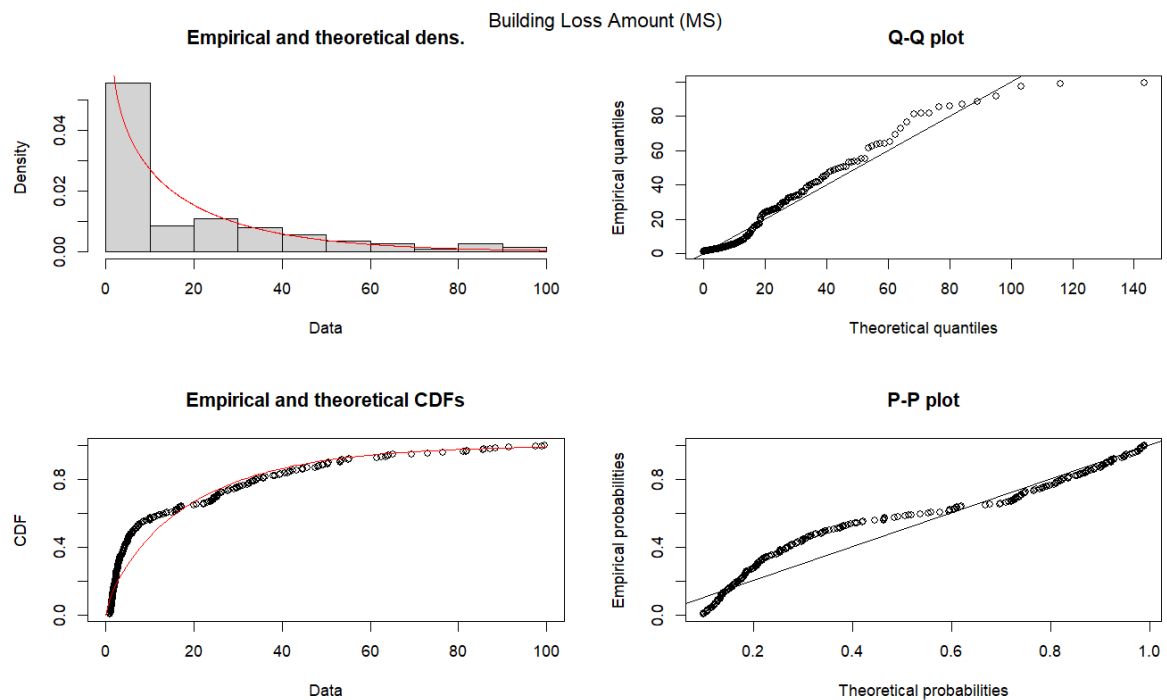 Building Loss Amount (MS)
Empirical and theoretical dens.
Density
0.00 0.02 0.04
0 20 40 60 80 100
Data
Q-Q plot
Empirical quantiles
0 20 40 60 80
0 20 40 60 80 100 120 140
Theoretical quantiles
Empirical and theoretical CDFs
CDF
0.0 0.4 0.8
0 20 40 60 80 100
Data
P-P plot
Empirical probabilities
0.0 0.4 0.8
0.2 0.4 0.6 0.8 1.0
Theoretical probabilities